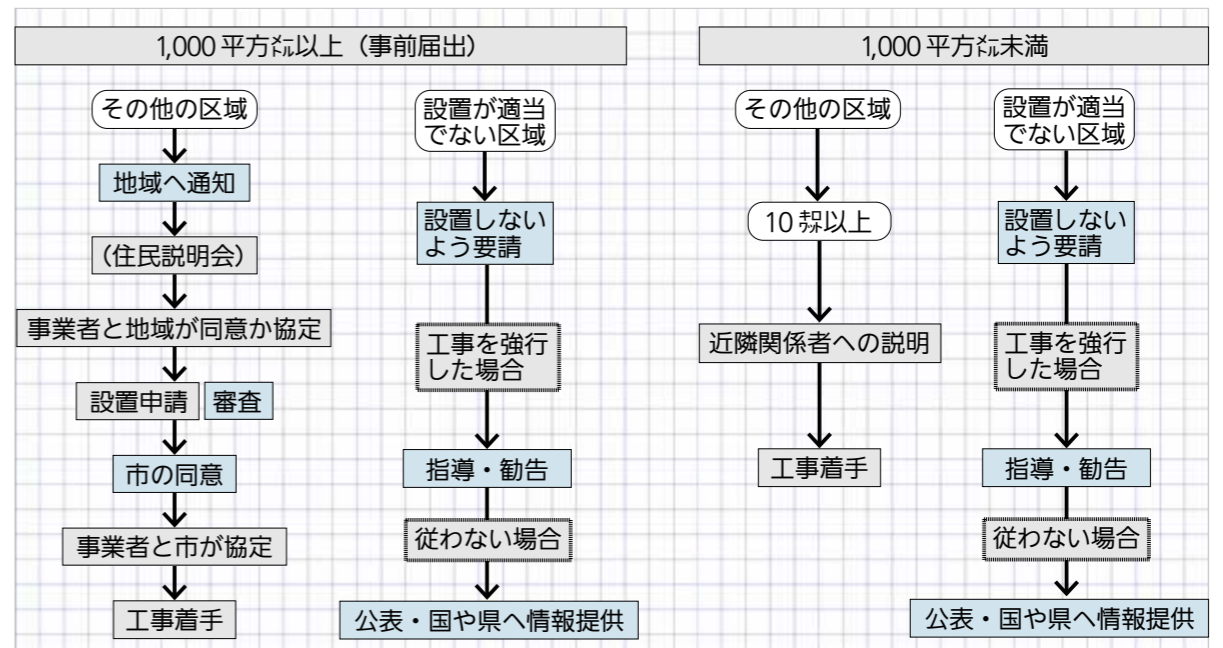 1,000平方メートル以上（事前届出）
その他の区域
地域へ通知
（住民説明会）
事業者と地域が同意か協定
設置申請 審査
市の同意
事業者と市が協定
工事着手
設置が適当
でない区域
設置しない
よう要請
工事を強行
した場合
指導・勧告
従わない場合
公表・国や県へ情報提供
1,000平方メートル未満
その他の区域
10㌔㍗以上
近隣関係者への説明
工事着手
設置が適当
でない区域
設置しない
よう要請
工事を強行
した場合
指導・勧告
従わない場合
公表・国や県へ情報提供